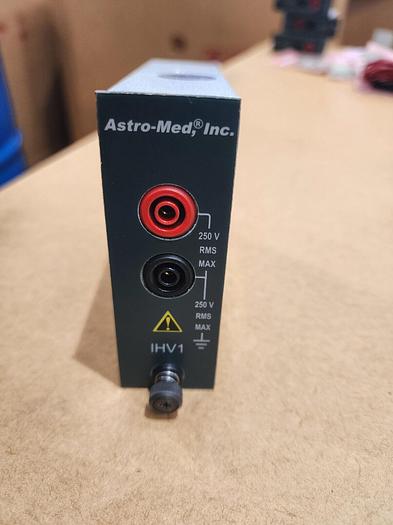 Astro-Med,® Inc.
250 V
RMS
MAX
250 V
RMS
MAX
IHV1